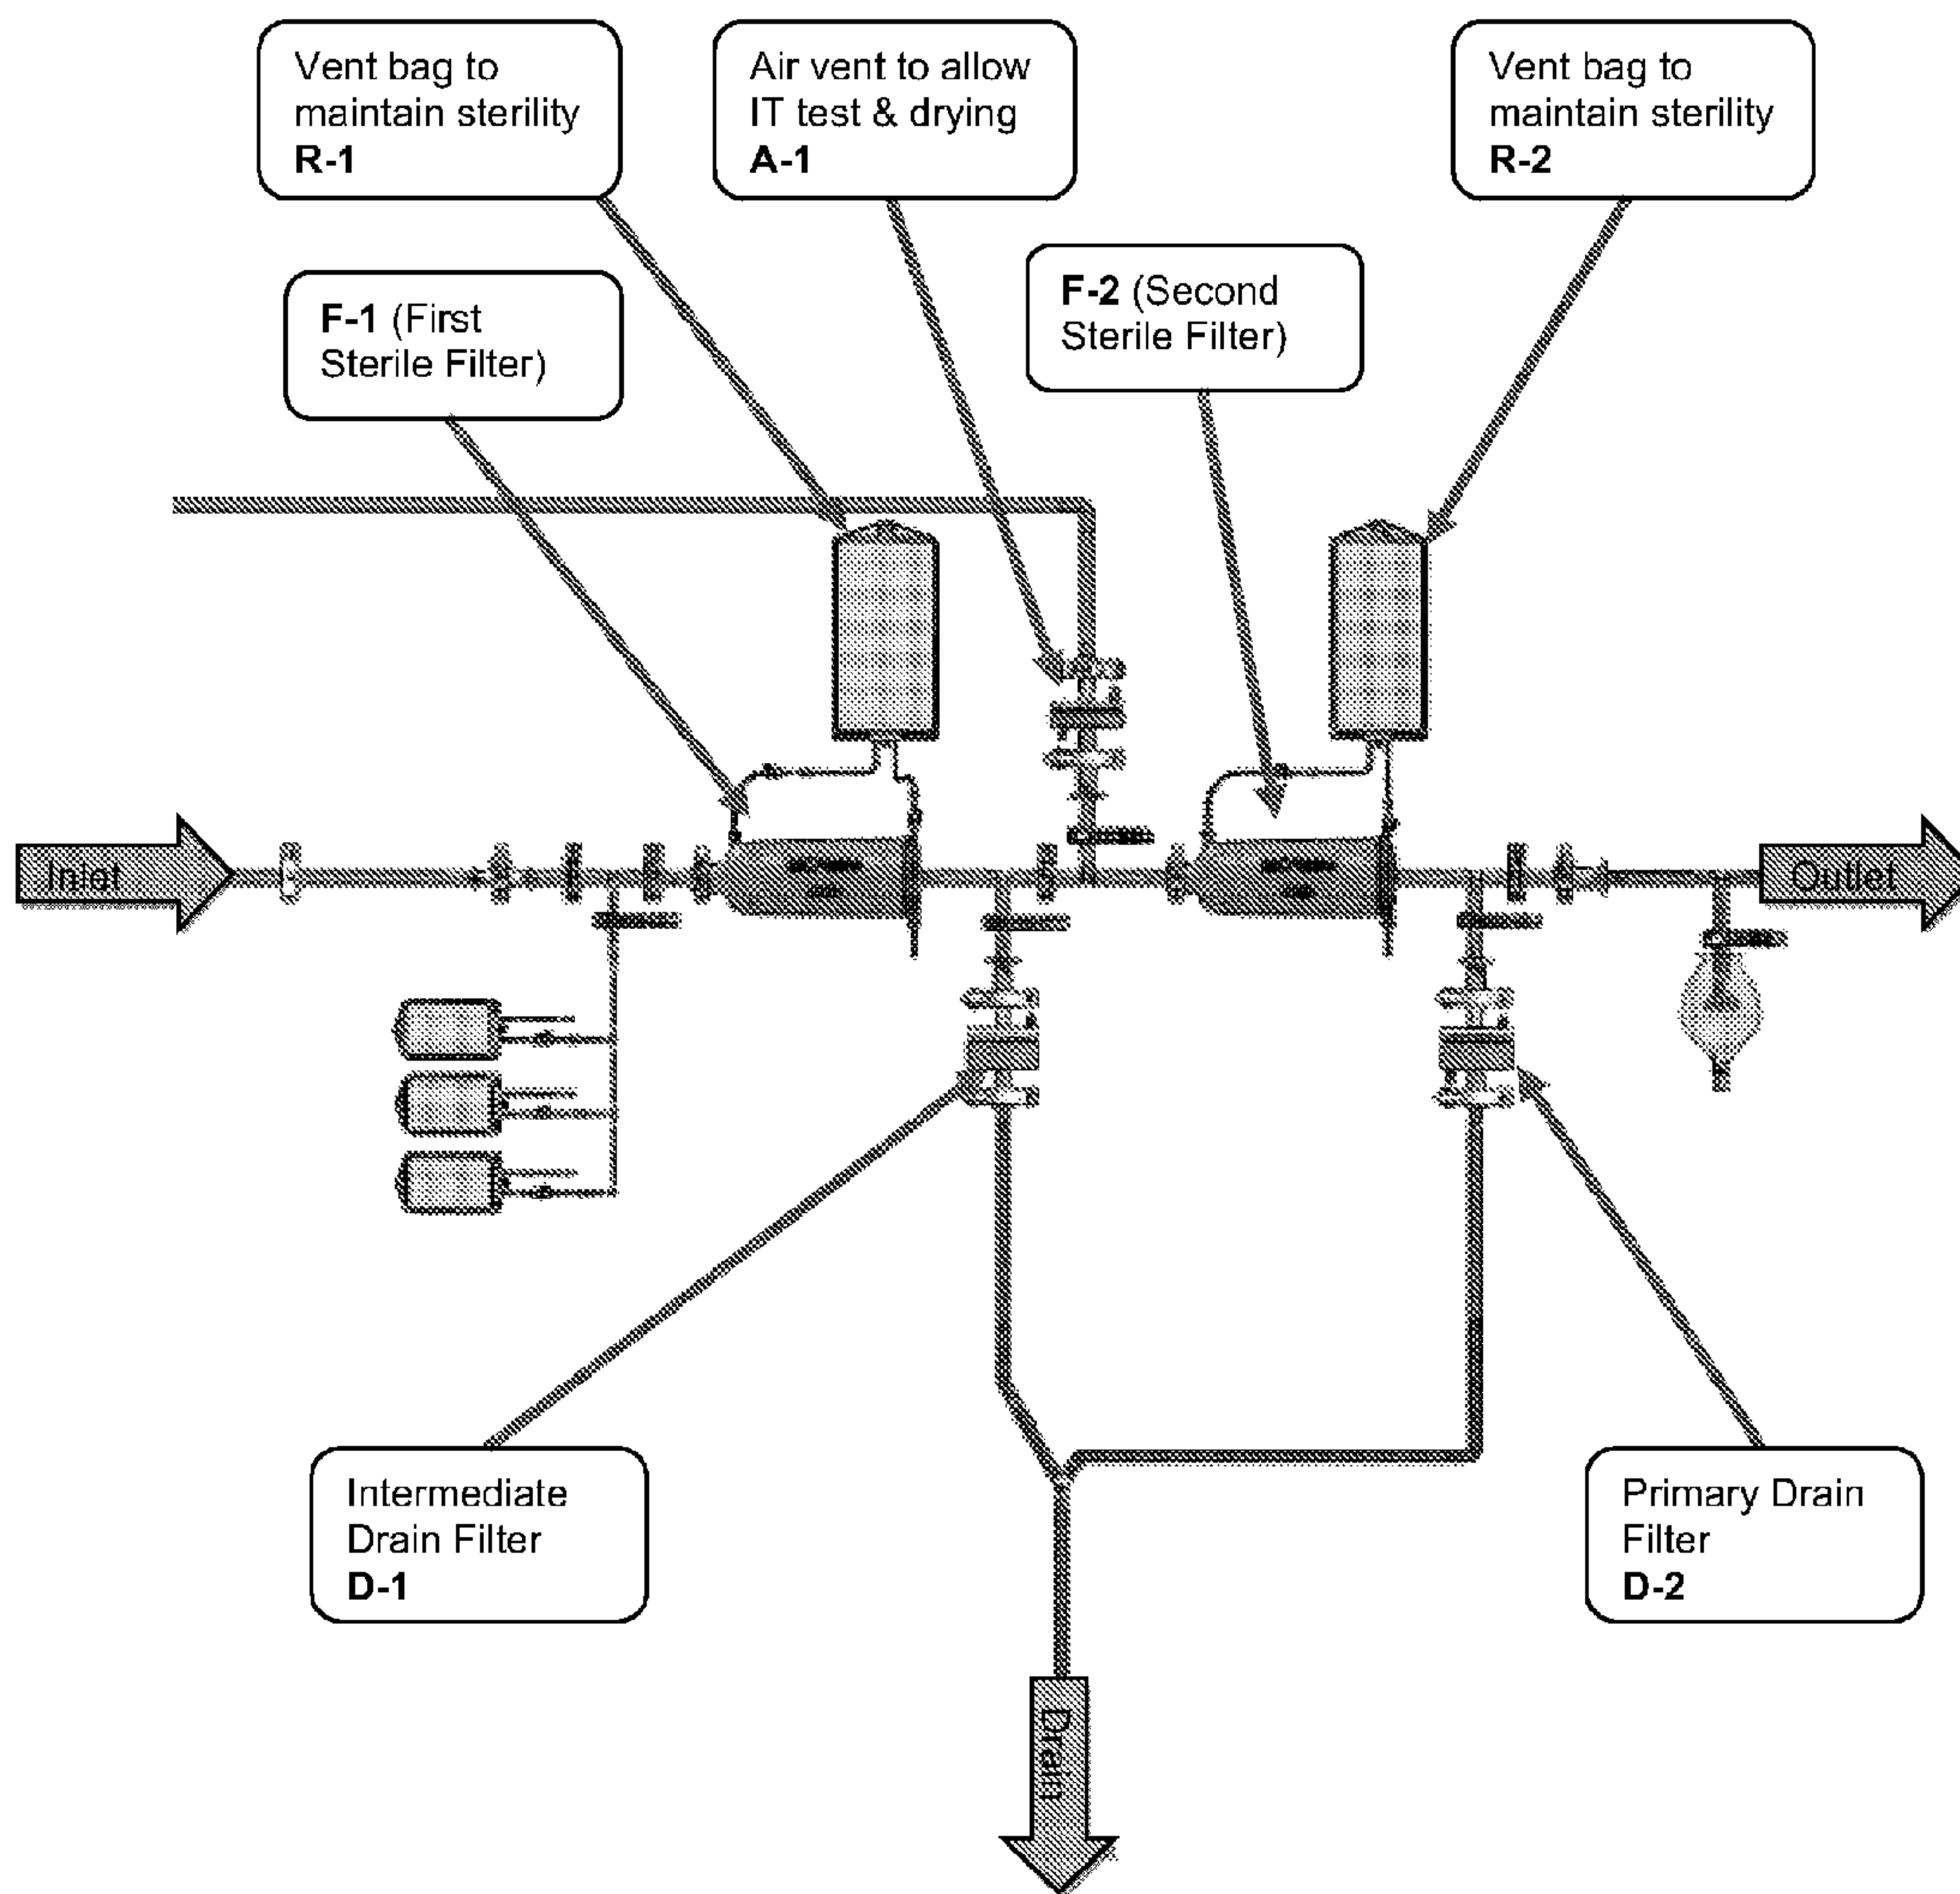 Vent bag to
maintain sterility
R-1
Air vent to allow
IT test & drying
A-1
Vent bag to
maintain sterility
R-2
F-1 (First
Sterile Filter)
F-2 (Second
Sterile Filter)
Inlet
Outlet
Intermediate
Drain Filter
D-1
Primary Drain
Filter
D-2
Drain